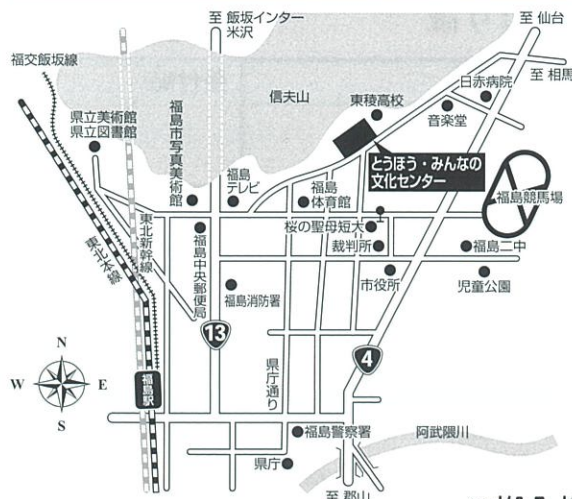 至 飯坂インター
米沢
至 仙台
福交飯坂線
至 相馬
信夫山
日赤病院
東稜高校
県立美術館
県立図書館
音楽堂
福島市写真美術館
とうほう・みんなの
文化センター
福島
テレビ
福島
体育館
福島競馬場
桜の聖母短大
東北新幹線
東北本線
福島中央郵便局
裁判所
福島二中
市役所
児童公園
福島消防署
13
4
県庁通り
N
W
E
S
福島駅
福島警察署
阿武隈川
県庁
至 郡山